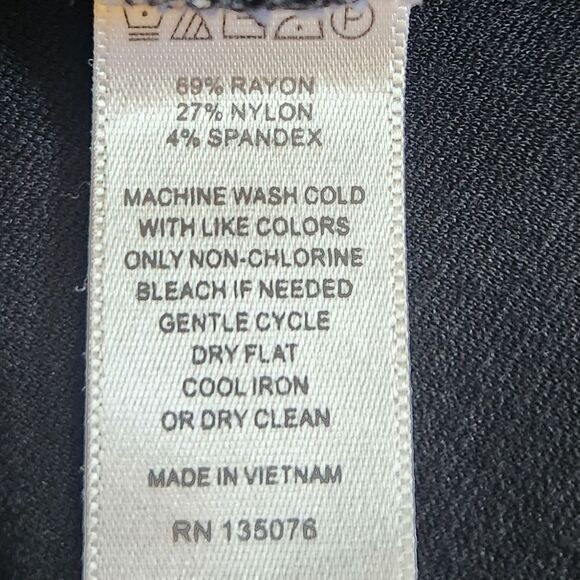 69% RAYON
27% NYLON
4% SPANDEX
MACHINE WASH COLD
WITH LIKE COLORS
ONLY NON-CHLORINE
BLEACH IF NEEDED
GENTLE CYCLE
DRY FLAT
COOL IRON
OR DRY CLEAN
MADE IN VIETNAM
RN 135076